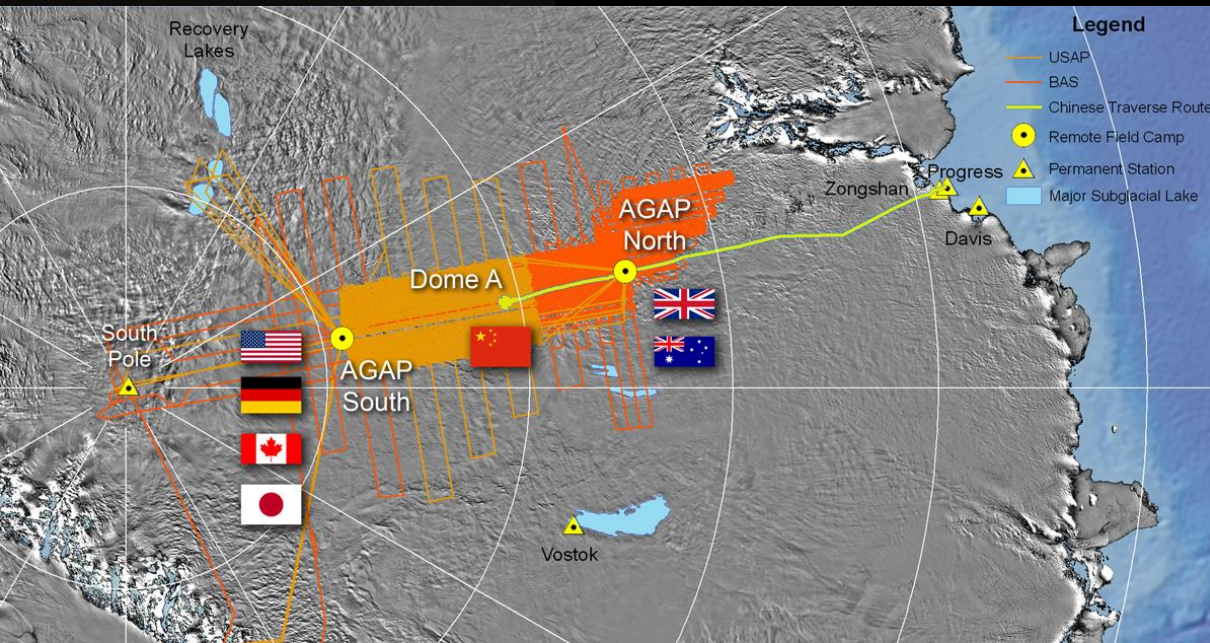 Recovery
Lakes
Legend
USAP
BAS
Chinese Traverse Route
Remote Field Camp
Permanent Station
Major Subglacial Lake
Progress
Zongshan
Davis
AGAP
North
Dome A
South
Pole
AGAP
South
Vostok